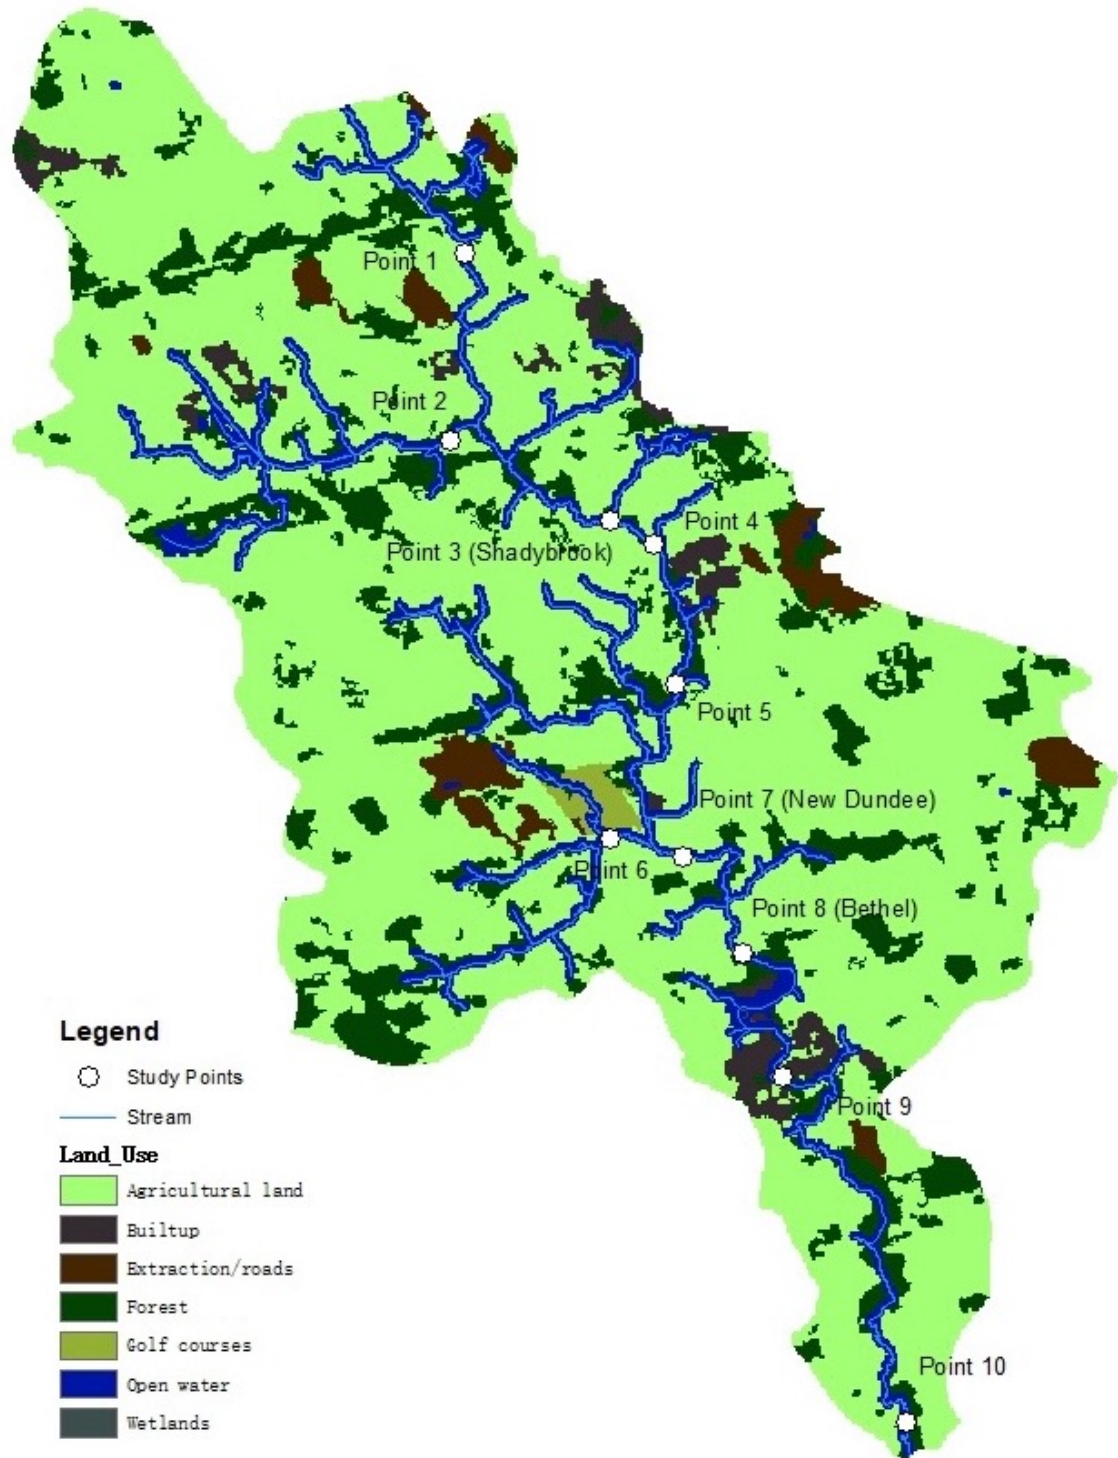 Point 1
Point 2
Point 4
Point 3 (Shadybrook)
Point 5
Point 7 (New Dundee)
Point 6
Point 8 (Bethel)
Legend
Study Points
Point 9
Stream
Land_Use
Agricultural land
Builtup
Extraction/roads
Forest
Golf courses
Point 10
Open water
Wetlands